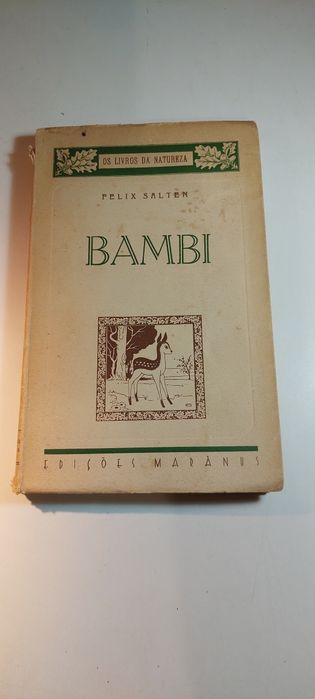 OS LIVROS DA NATUREZA
FELIX SALTEN
BAMBI
EDIÇÕES MARÂNUS